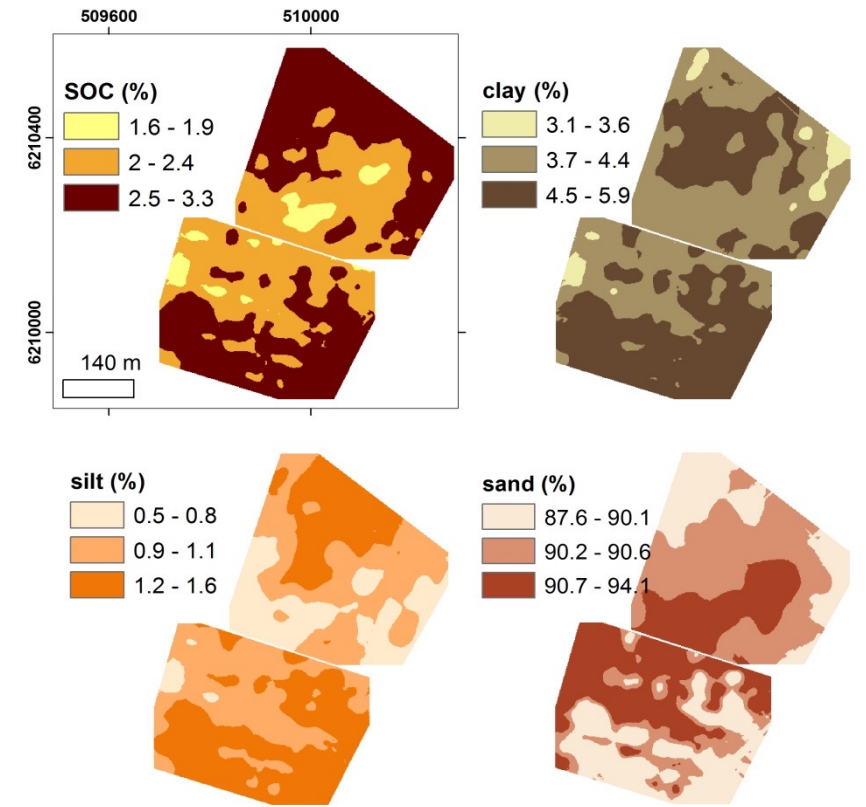 509600 510000
SOC (%)
1.6 - 1.9
2 - 2.4
2.5 - 3.3
6210400
6210000
140 m
clay (%)
3.1 - 3.6
3.7 - 4.4
4.5 - 5.9
silt (%)
0.5 - 0.8
0.9 - 1.1
1.2 - 1.6
sand (%)
87.6 - 90.1
90.2 - 90.6
90.7 - 94.1